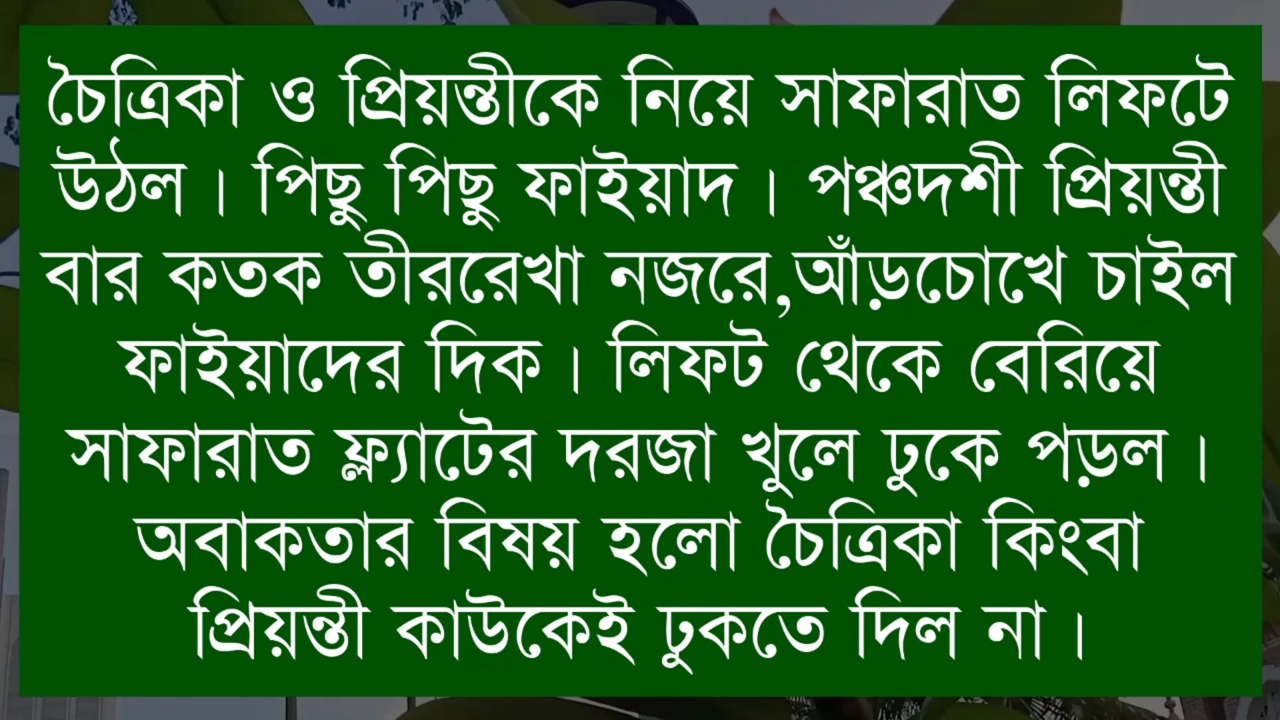 চৈত্রিকা ও প্রিয়ন্তীকে নিয়ে সাফারাত লিফটে
উঠল। পিছু পিছু ফাইয়াদ। পঞ্চদশী প্রিয়ন্তী
বার কতক তীররেখা নজরে,আঁড়চোখে চাইল
ফাইয়াদের দিক। লিফট থেকে বেরিয়ে
সাফারাত ফ্ল্যাটের দরজা খুলে ঢুকে পড়ল।
অবাকতার বিষয় হলো চৈত্রিকা কিংবা
প্রিয়ন্তী কাউকেই ঢুকতে দিল না।